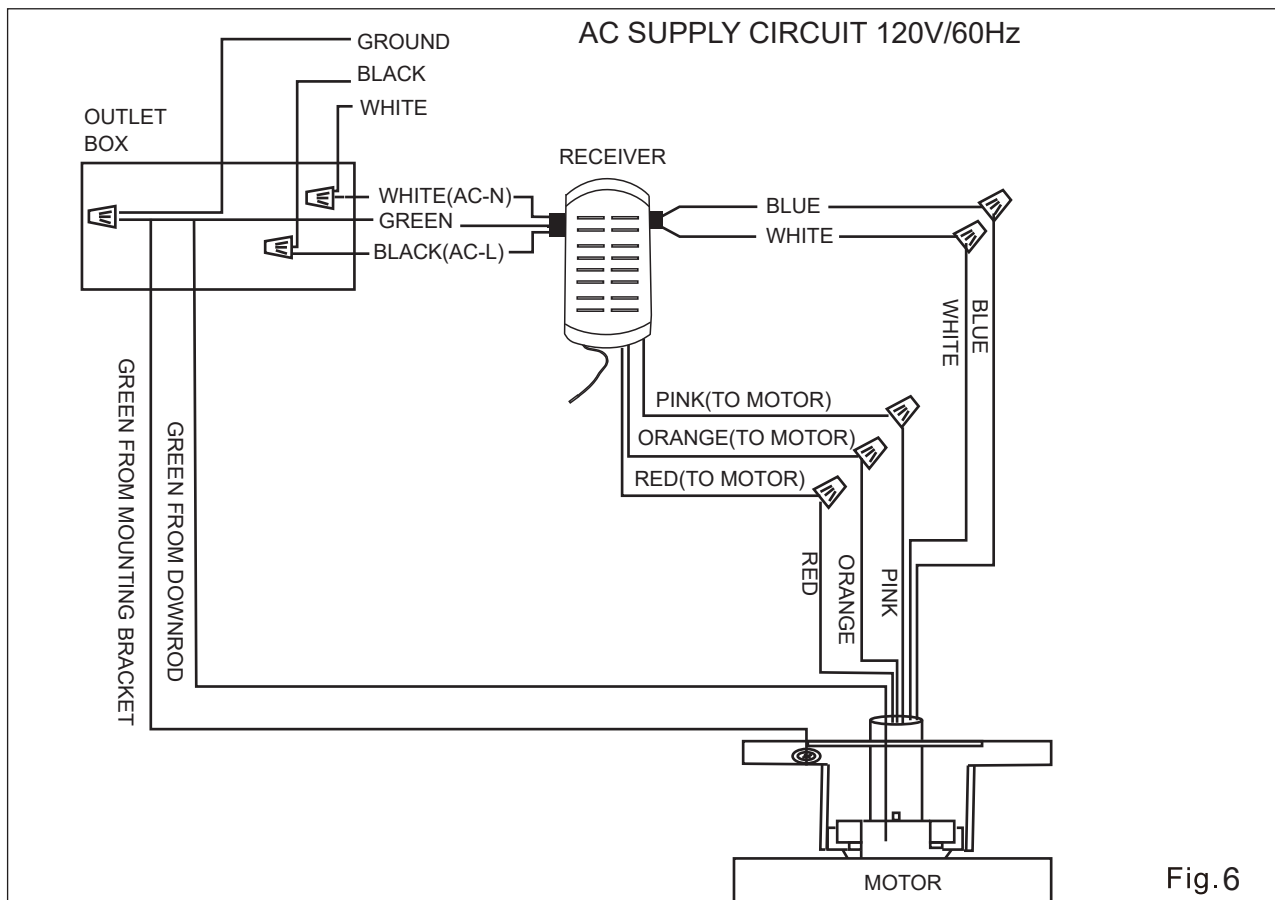 AC SUPPLY CIRCUIT 120V/60Hz
GROUND
BLACK
WHITE
OUTLET
BOX
RECEIVER
WHITE(AC-N)
GREEN
BLACK(AC-L)
BLUE
WHITE
WHITE
BLUE
GREEN FROM MOUNTING BRACKET
GREEN FROM DOWNROD
PINK(TO MOTOR)
ORANGE(TO MOTOR)
RED(TO MOTOR)
RED
ORANGE
PINK
MOTOR
Fig.6